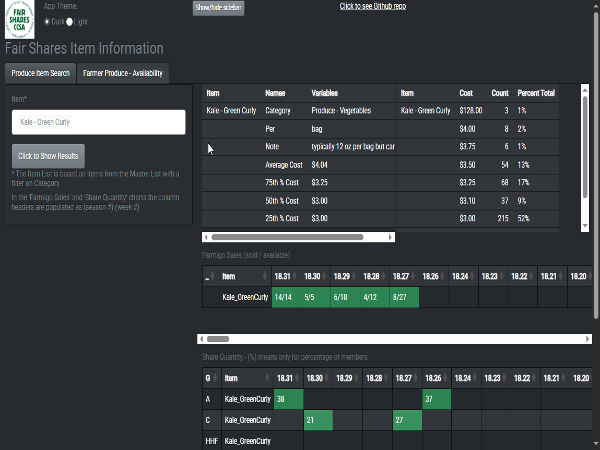 FAIR
SHARES
CCSA
App Theme:
Dark Light
Show/hide sidebar
Click to see Github repo
Fair Shares Item Information
Produce Item Search Farmer Produce - Availability
Item*
Kale - Green Curly
Click to Show Results
* The Item List is based on items from the Master List with a
filter on Category.
In the 'Farmigo Sales' and 'Share Quantity' charts the column
headers are populated as (season #).(week #)
Item Names Variables
Kale - Green Curly Category Produce - Vegetables
Per bag
Note typically 12 oz per bag but car
Average Cost $4.04
75th % Cost $3.25
50th % Cost $3.00
25th % Cost $3.00
Item Cost Count Percent Total
Kale - Green Curly $128.00 3 1%
$4.00 8 2%
$3.75 6 1%
$3.50 54 13%
$3.25 68 17%
$3.10 37 9%
$3.00 215 52%
Farmigo Sales (sold / available)
_ Item 18.31 18.30 18.29 18.28 18.27 18.26 18.24 18.23 18.22 18.21 18.20
Kale_GreenCurly 14/14 5/5 6/10 4/12 8/27
Share Quantity - (%) means only for percentage of members
G Item 18.31 18.30 18.29 18.28 18.27 18.26 18.24 18.23 18.22 18.21 18.20
A Kale_GreenCurly 38 37
C Kale_GreenCurly 21 27
HHF Kale_GreenCurly